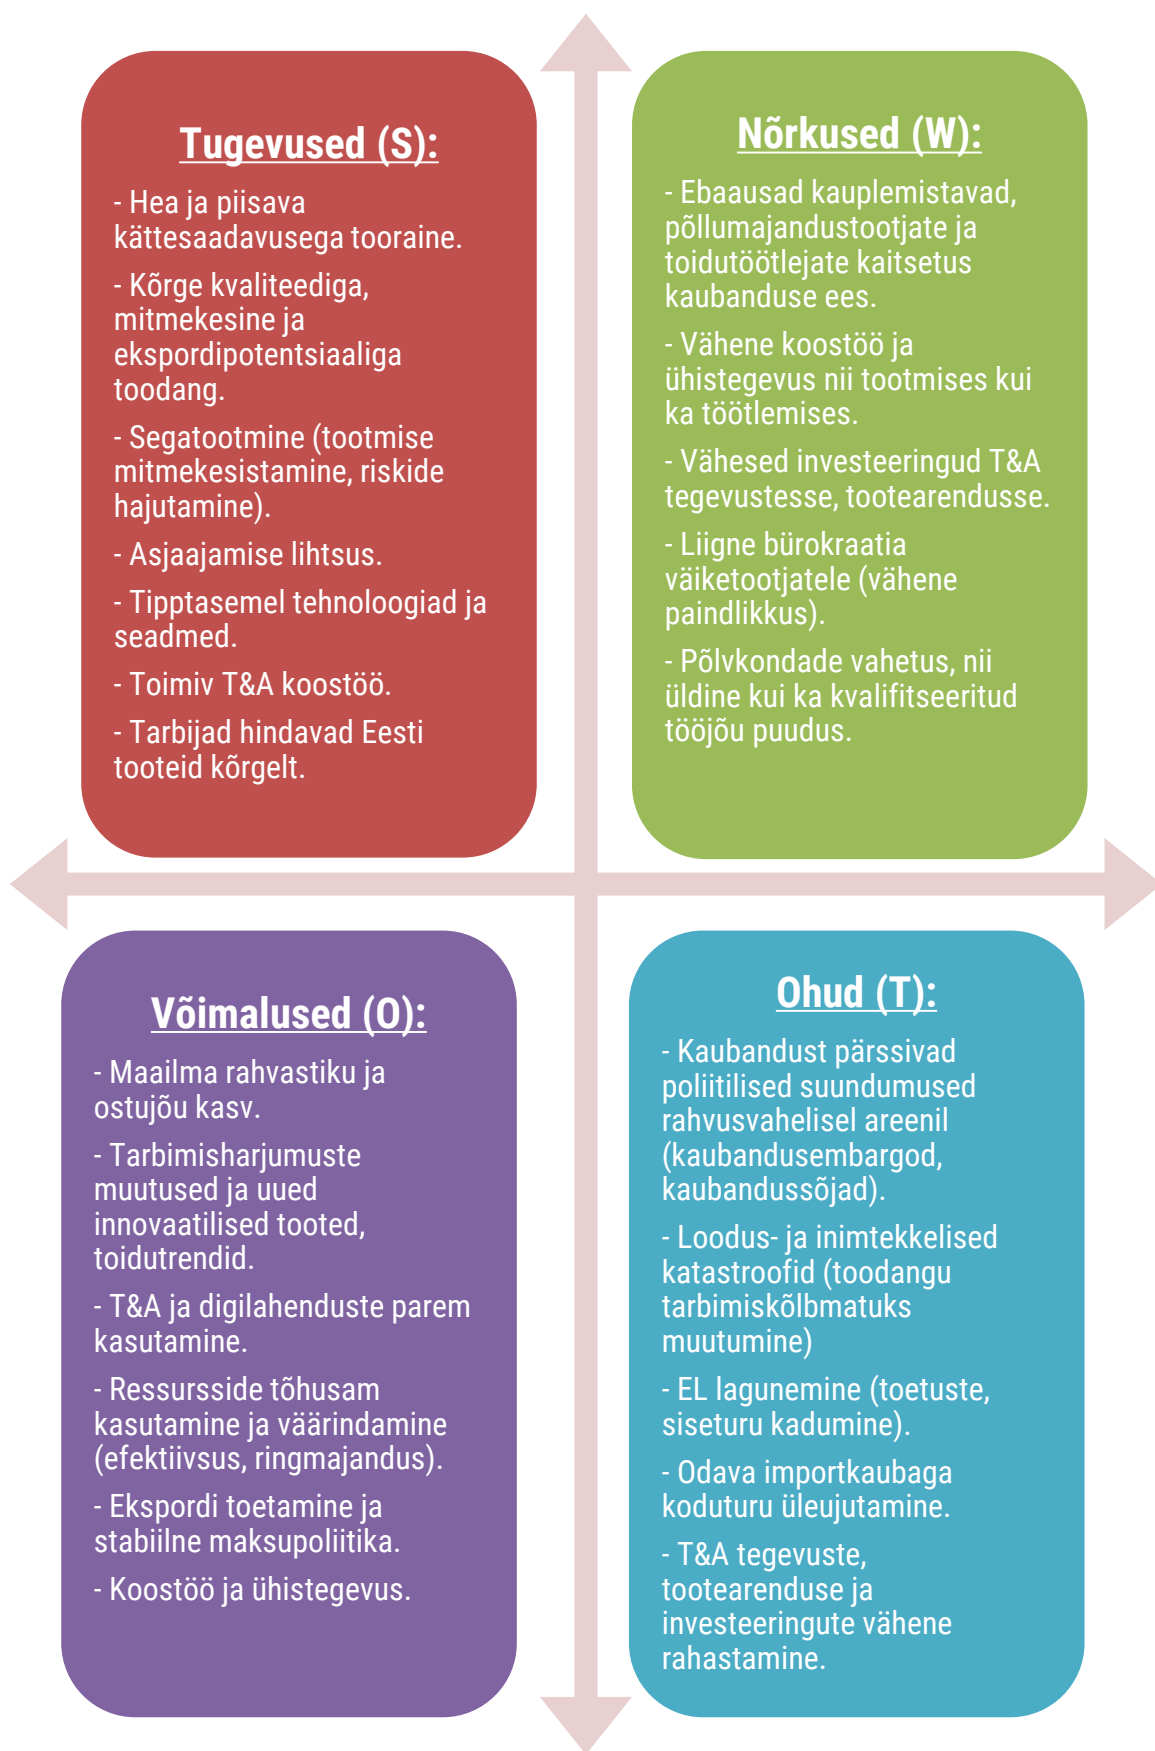 Tugevused (S):
- Hea ja piisava
kättesaadavusega tooraine.
- Kõrge kvaliteediga,
mitmekesine ja
ekspordipotentsiaaliga
toodang.
- Segatootmine (tootmise
mitmekesistamine, riskide
hajutamine).
- Asjaajamise lihtsus.
- Tipptasemel tehnoloogiad ja
seadmed.
- Toimiv T&A koostöö.
- Tarbijad hindavad Eesti
tooteid kõrgelt.
Nõrkused (W):
- Ebaausad kauplemistavad,
põllumajandustootjate ja
toidutöötlejate kaitsetus
kaubanduse ees.
- Vähene koostöö ja
ühistegevus nii tootmises kui
ka töötlemises.
- Vähesed investeeringud T&A
tegevustesse, tootearendusse.
- Liigne bürokraatia
väiketootjatele (vähene
paindlikkus).
- Põlvkondade vahetus, nii
üldine kui ka kvalifitseeritud
tööjõu puudus.
Võimalused (O):
- Maailma rahvastiku ja
ostujõu kasv.
- Tarbimisharjumuste
muutused ja uued
innovaatilised tooted,
toidutrendid.
- T&A ja digilahenduste parem
kasutamine.
- Ressursside tõhusam
kasutamine ja väärindamine
(efektiivsus, ringmajandus).
- Ekspordi toetamine ja
stabiilne maksupoliitika.
- Koostöö ja ühistegevus.
Ohud (T):
- Kaubandust pärssivad
poliitilised suundumused
rahvusvahelisel areenil
(kaubandusembargod,
kaubandussõjad).
- Loodus- ja inimtekkelised
katastroofid (toodangu
tarbimiskõlbmatuks
muutumine)
- EL lagunemine (toetuste,
siseturu kadumine).
- Odava importkaubaga
koduturu üleujutamine.
- T&A tegevuste,
tootearenduse ja
investeeringute vähene
rahastamine.